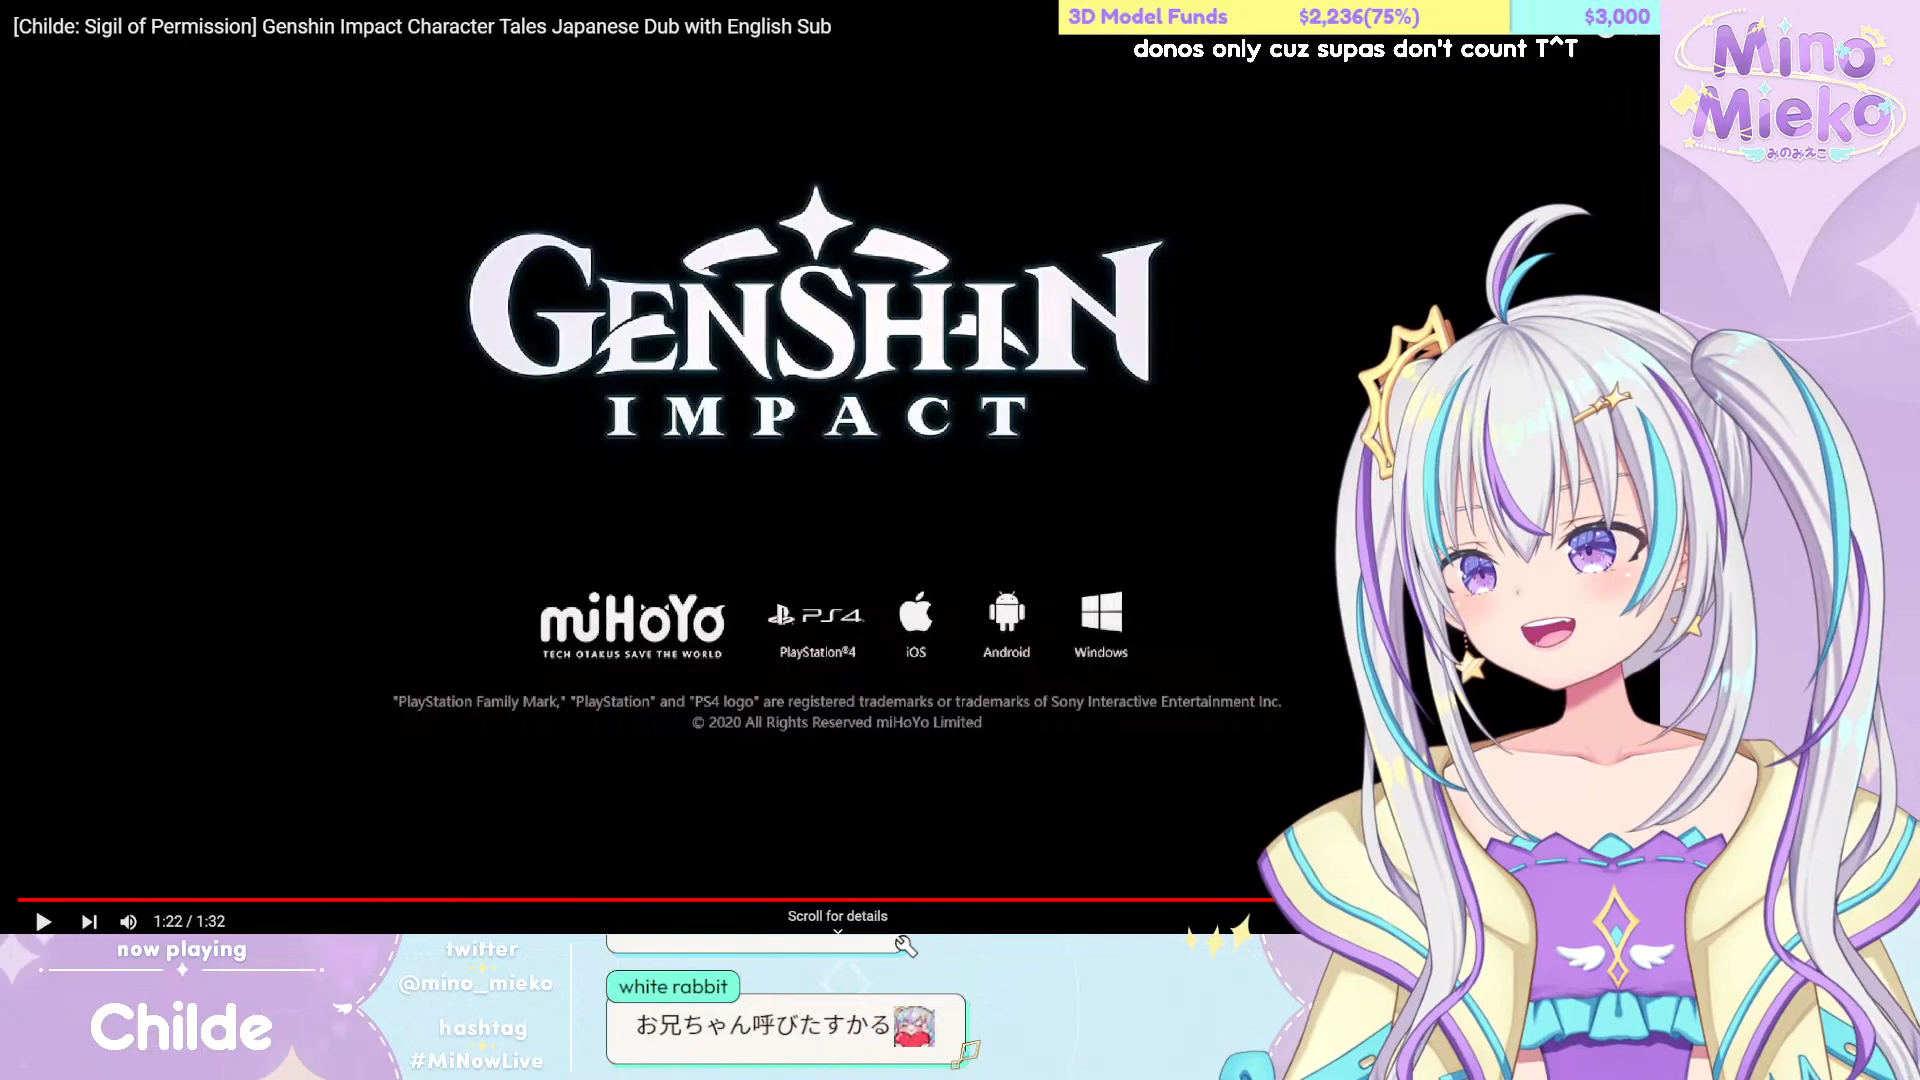 [Childe: Sigil of Permission] Genshin Impact Character Tales Japanese Dub with English Sub
3D Model Funds $2,236(75%) $3,000
donos only cuz supas don't count T^T
Mino
Mieko
みのみえこ
GENSHIN
IMPACT
miHoYo
TECH OTAKUS SAVE THE WORLD
PS4
PlayStation®4
iOS
Android
Windows
"PlayStation Family Mark," "PlayStation" and "PS4 logo" are registered trademarks or trademarks of Sony Interactive Entertainment Inc.
© 2020 All Rights Reserved miHoYo Limited
1:22 / 1:32
Scroll for details
now playing
Childe
twitter
@mino_mieko
hashtag
#MiNowLive
white rabbit
お兄ちゃん呼びたすかる